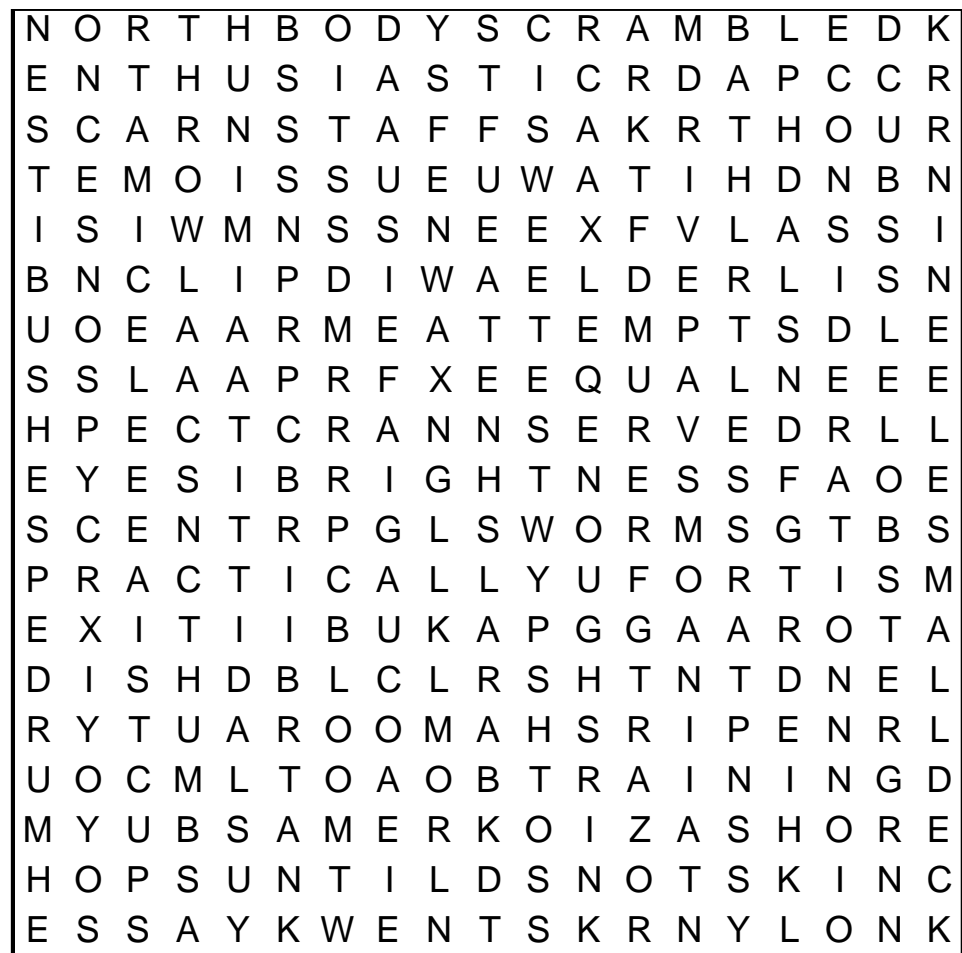 N O R T H B O D Y S C R A M B L E D K
E N T H U S I A S T I C R D A P C C R
S C A R N S T A F F S A K R T H O U R
T E M O I S S U E U W A T I H D N B N
I S I W M N S S N E E X F V L A S S I
B N C L I P D I W A E L D E R L I S N
U O E A A R M E A T T E M P T S D L E
S S L A A P R F X E E Q U A L N E E E
H P E C T C R A N N S E R V E D R L L
E Y E S I B R I G H T N E S S F A O E
S C E N T R P G L S W O R M S G T B S
P R A C T I C A L L Y U F O R T I S M
E X I T I I B U K A P G G A A R O T A
D I S H D B L C L R S H T N T D N E L
R Y T U A R O O M A H S R I P E N R L
U O C M L T O A O B T R A I N I N G D
M Y U B S A M E R K O I Z A S H O R E
H O P S U N T I L D S N O T S K I N C
E S S A Y K W E N T S K R N Y L O N K